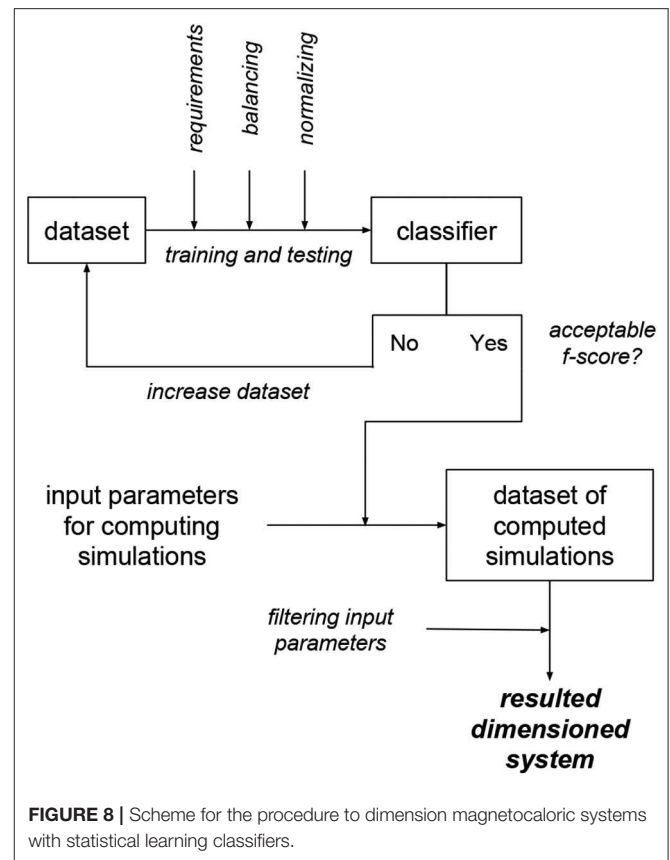 requirements
balancing
normalizing
dataset
training and testing
classifier
No
Yes
acceptable
f-score?
increase dataset
input parameters
for computing
simulations
dataset of
computed
simulations
filtering input
parameters
resulted
dimensioned
system
FIGURE 8 | Scheme for the procedure to dimension magnetocaloric systems
with statistical learning classifiers.